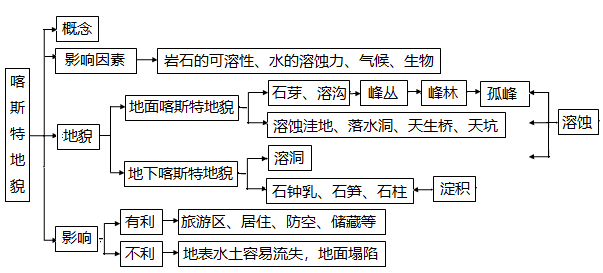 喀斯特地貌
概念
影响因素
岩石的可溶性、水的溶蚀力、气候、生物
地貌
地面喀斯特地貌
石芽、溶沟
峰丛
峰林
孤峰
溶蚀洼地、落水洞、天生桥、天坑
溶蚀
地下喀斯特地貌
溶洞
石钟乳、石笋、石柱
淀积
影响
有利
旅游区、居住、防空、储藏等
不利
地表水土容易流失，地面塌陷